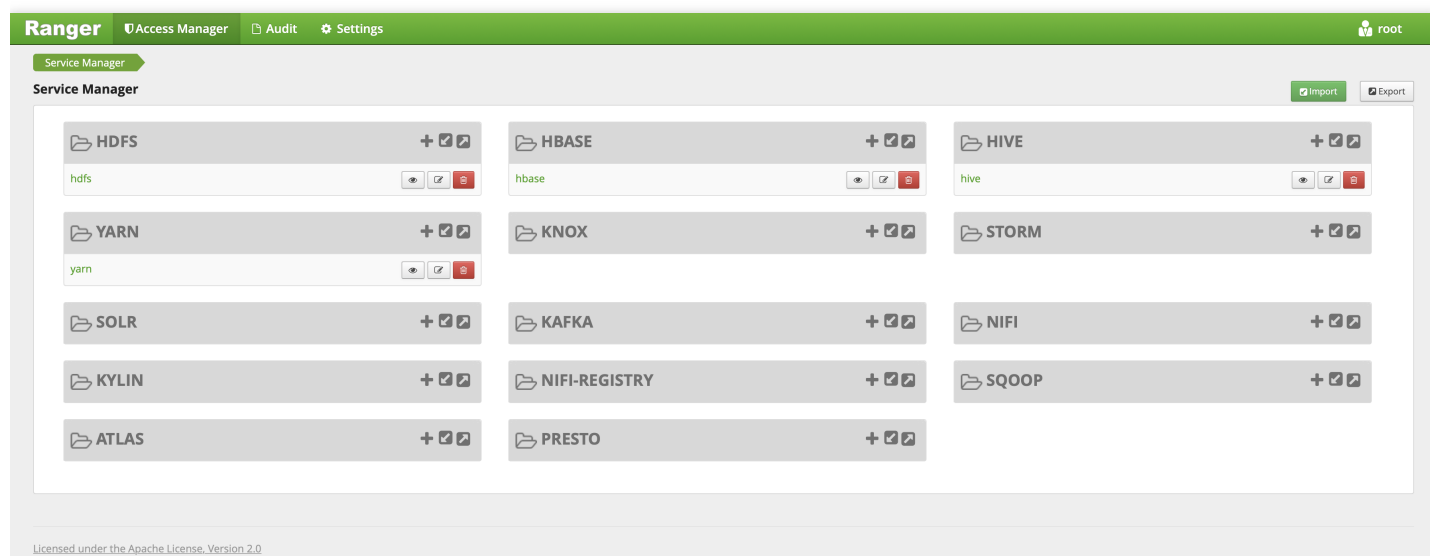 Ranger Access Manager Audit Settings root
Service Manager
Service Manager Import Export
HDFS HBASE HIVE
hdfs hbase hive
YARN KNOX STORM
yarn
SOLR KAFKA NIFI
KYLIN NIFI-REGISTRY SQOOP
ATLAS PRESTO
Licensed under the Apache License, Version 2.0